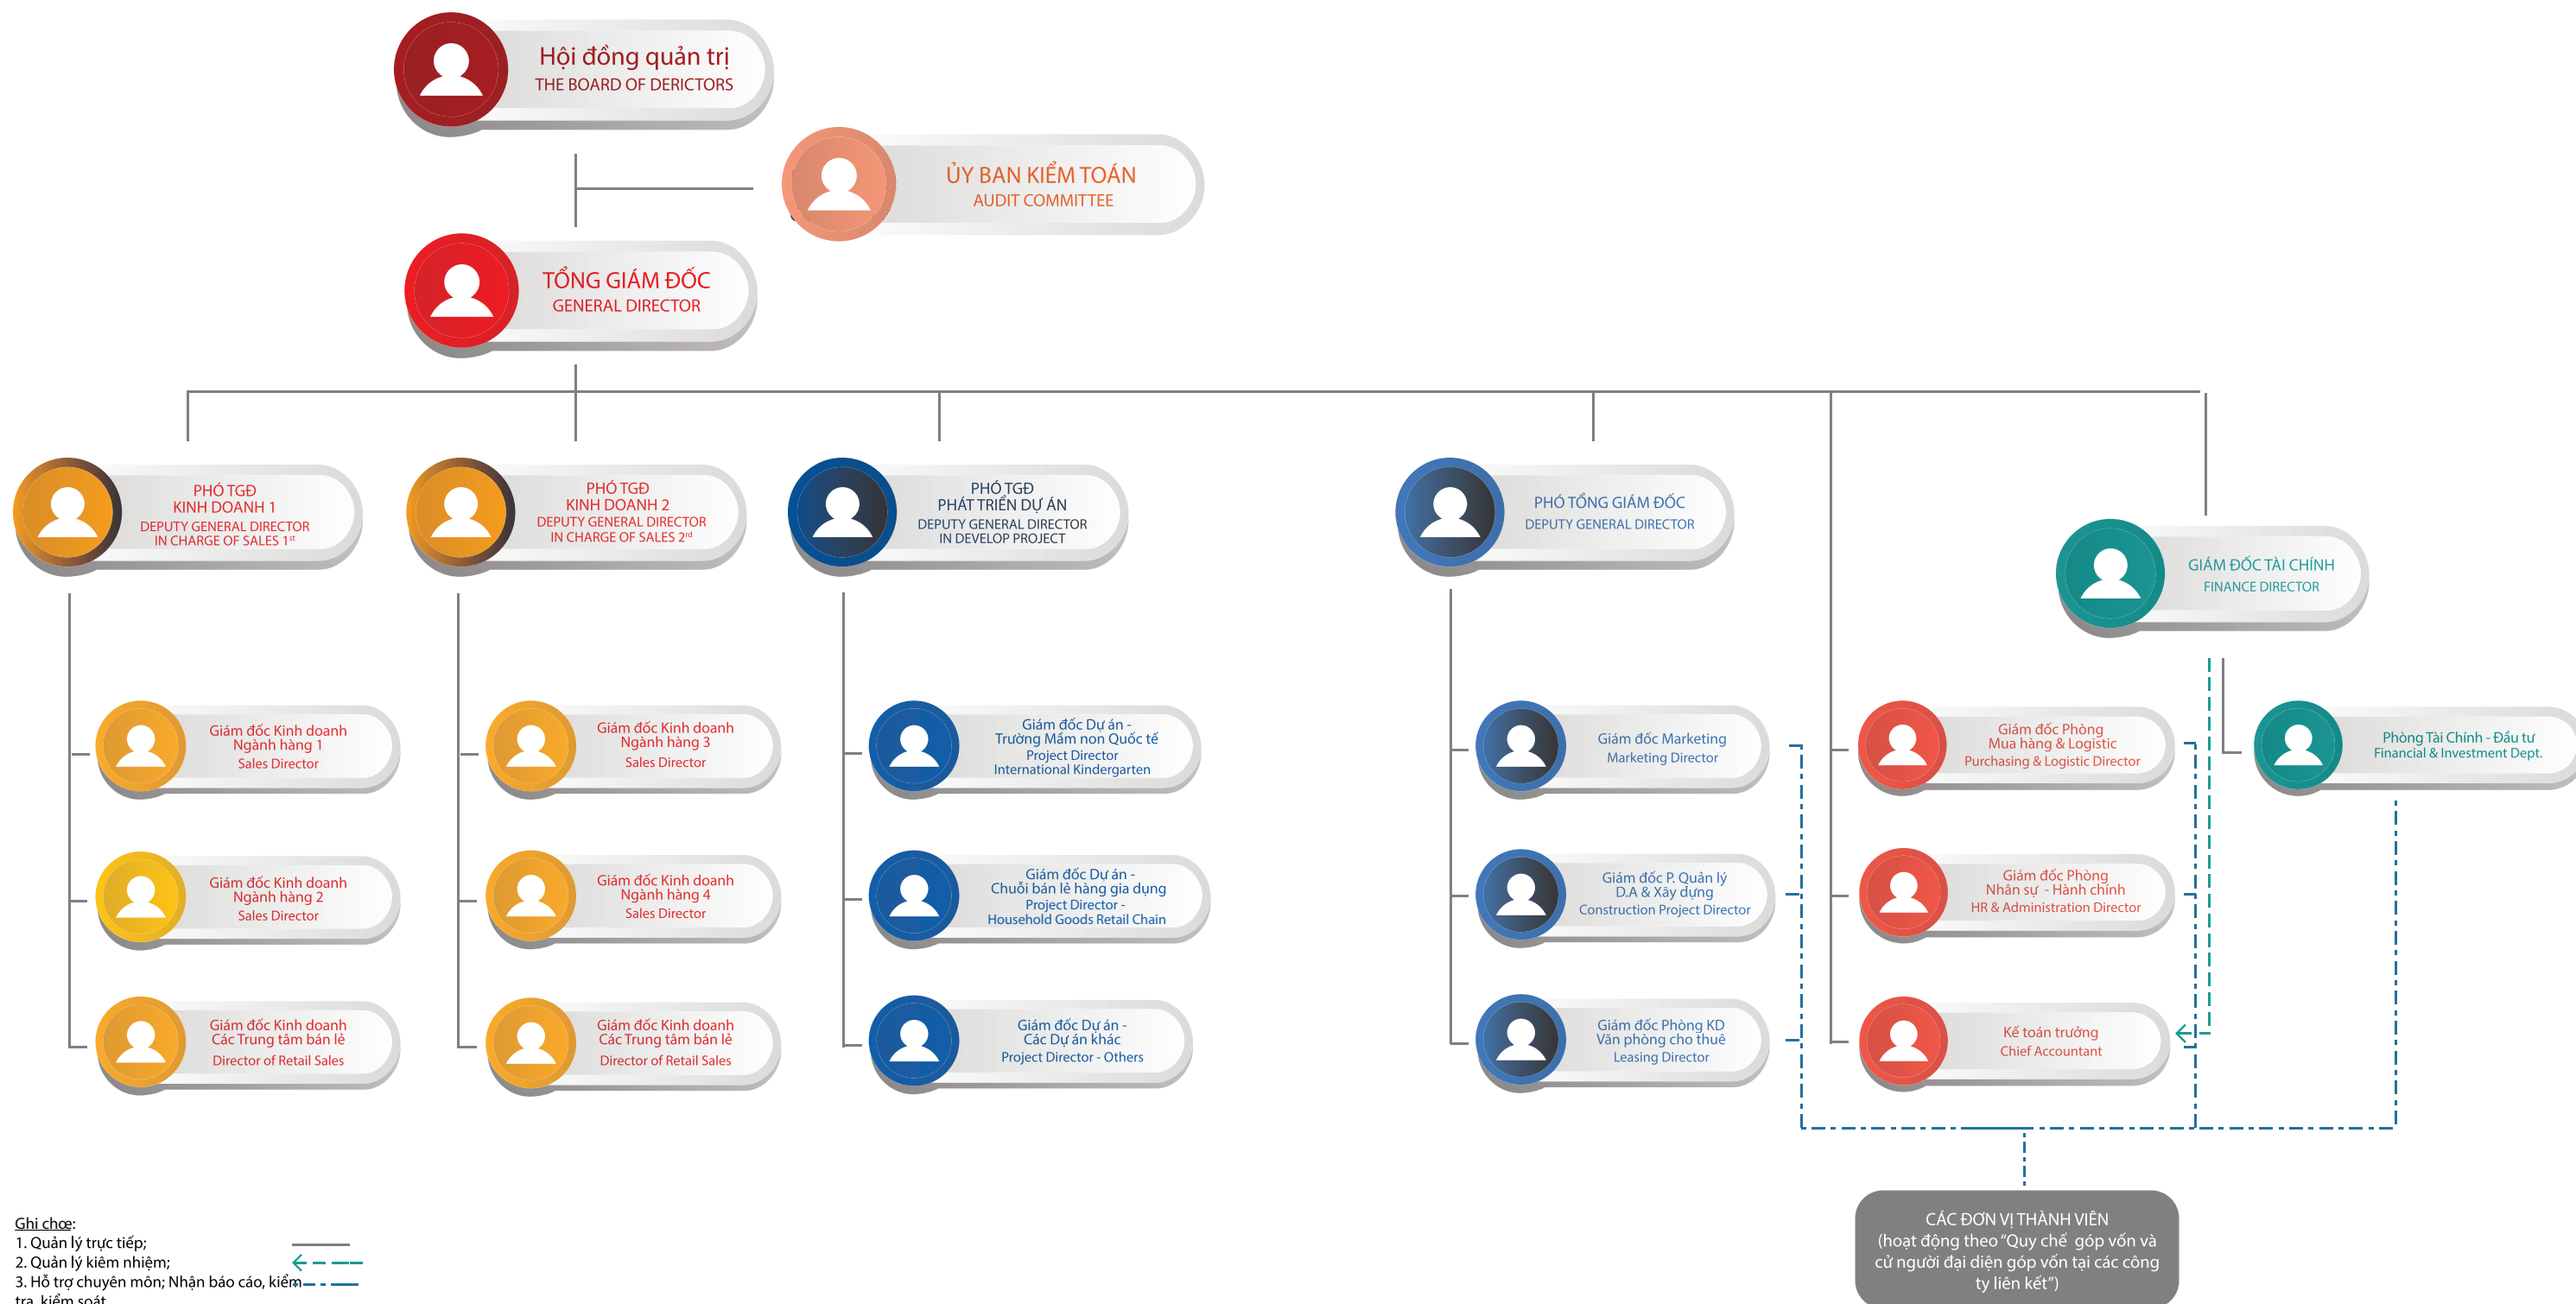 Hội đồng quản trị
THE BOARD OF DERICTORS
ỦY BAN KIỂM TOÁN
AUDIT COMMITTEE
TỔNG GIÁM ĐỐC
GENERAL DIRECTOR
PHÓ TGĐ
KINH DOANH 1
DEPUTY GENERAL DIRECTOR
IN CHARGE OF SALES 1st
PHÓ TGĐ
KINH DOANH 2
DEPUTY GENERAL DIRECTOR
IN CHARGE OF SALES 2rd
PHÓ TGĐ
PHÁT TRIỂN DỰ ÁN
DEPUTY GENERAL DIRECTOR
IN DEVELOP PROJECT
PHÓ TỔNG GIÁM ĐỐC
DEPUTY GENERAL DIRECTOR
GIÁM ĐỐC TÀI CHÍNH
FINANCE DIRECTOR
Giám đốc Kinh doanh
Ngành hàng 1
Sales Director
Giám đốc Kinh doanh
Ngành hàng 3
Sales Director
Giám đốc Dự án -
Trường Mầm non Quốc tế
Project Director
International Kindergarten
Giám đốc Marketing
Marketing Director
Giám đốc Phòng
Mua hàng & Logistic
Purchasing & Logistic Director
Phòng Tài Chính - Đầu tư
Financial & Investment Dept.
Giám đốc Kinh doanh
Ngành hàng 2
Sales Director
Giám đốc Kinh doanh
Ngành hàng 4
Sales Director
Giám đốc Dự án -
Chuỗi bán lẻ hàng gia dụng
Project Director -
Household Goods Retail Chain
Giám đốc P. Quản lý
D.A & Xây dựng
Construction Project Director
Giám đốc Phòng
Nhân sự - Hành chính
HR & Administration Director
Giám đốc Kinh doanh
Các Trung tâm bán lẻ
Director of Retail Sales
Giám đốc Kinh doanh
Các Trung tâm bán lẻ
Director of Retail Sales
Giám đốc Dự án -
Các Dự án khác
Project Director - Others
Giám đốc Phòng KD
Văn phòng cho thuê
Leasing Director
Kế toán trưởng
Chief Accountant
CÁC ĐƠN VỊ THÀNH VIÊN
(hoạt động theo “Quy chế góp vốn và
cử người đại diện góp vốn tại các công
ty liên kết”)
Ghi chœ:
1. Quản lý trực tiếp;
2. Quản lý kiêm nhiệm;
3. Hỗ trợ chuyên môn; Nhận báo cáo, kiểm
tra, kiểm soát